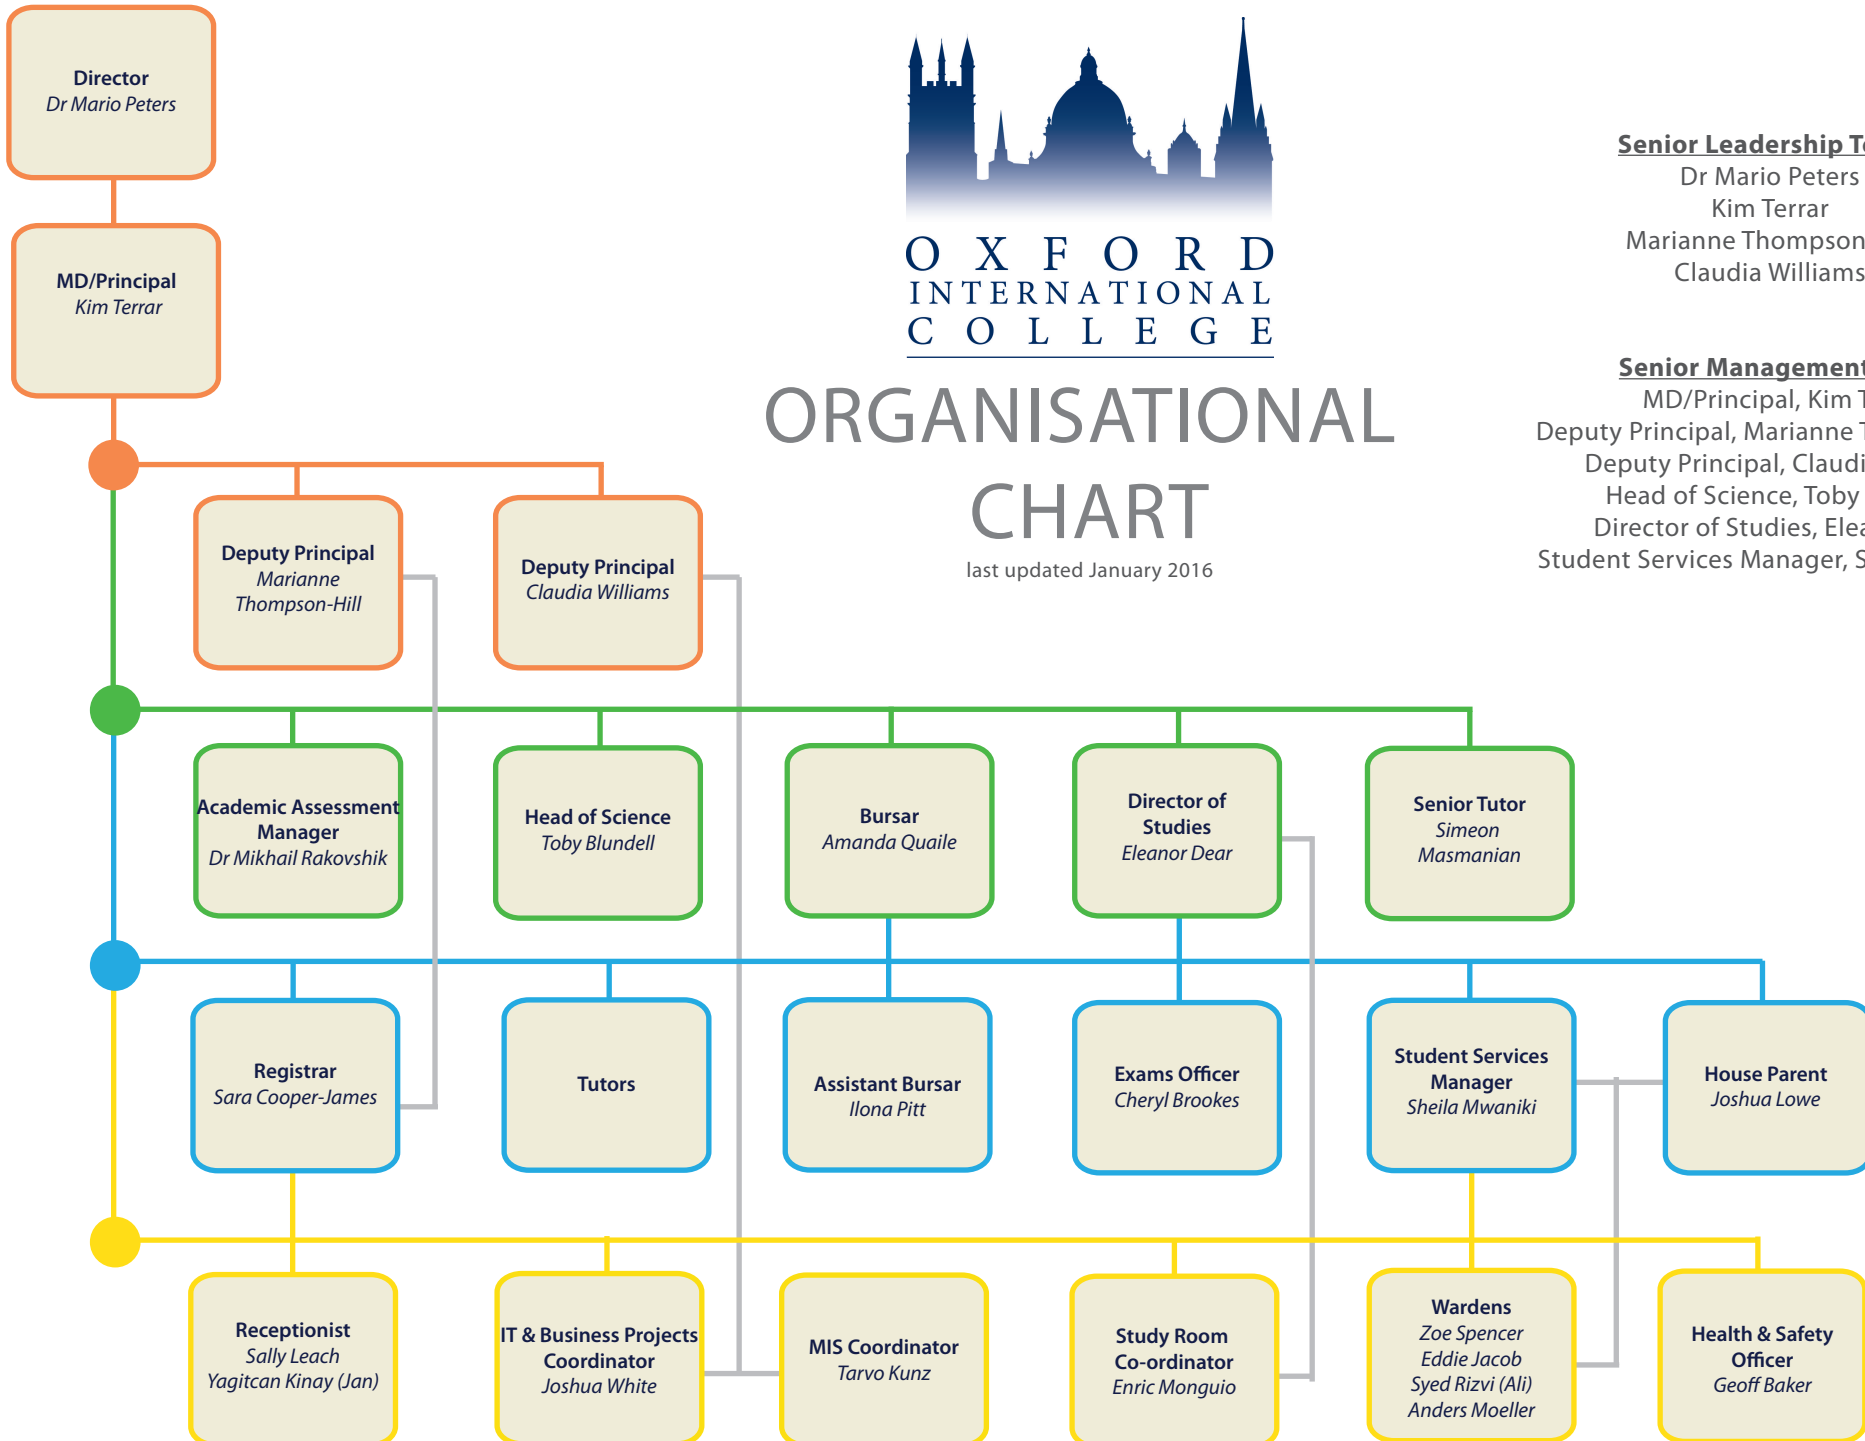 Director
Dr Mario Peters
MD/Principal
Kim Terrar
OXFORD
INTERNATIONAL
COLLEGE
ORGANISATIONAL
CHART
last updated January 2016
Senior Leadership
Dr Mario Peters
Kim Terrar
Marianne Thompson
Claudia Williams
Senior Management
MD/Principal, Kim
Deputy Principal, Marianne
Deputy Principal,
Head of Science, Toby
Director of Studies,
Student Services Manager,
Deputy Principal
Marianne
Thompson-Hill
Deputy Principal
Claudia Williams
Academic Assessment
Manager
Dr Mikhail Rakovshik
Head of Science
Toby Blundell
Bursar
Amanda Quaile
Director of
Studies
Eleanor Dear
Senior Tutor
Simeon
Masmanian
Registrar
Sara Cooper-James
Tutors
Assistant Bursar
Ilona Pitt
Exams Officer
Cheryl Brookes
Student Services
Manager
Sheila Mwaniki
House Parent
Joshua Lowe
Receptionist
Sally Leach
Yagitcan Kinay (Jan)
IT & Business Projects
Coordinator
Joshua White
MIS Coordinator
Tarvo Kunz
Study Room
Co-ordinator
Enric Monguio
Wardens
Zoe Spencer
Eddie Jacob
Syed Rizvi (Ali)
Anders Moeller
Health & Safety
Officer
Geoff Baker